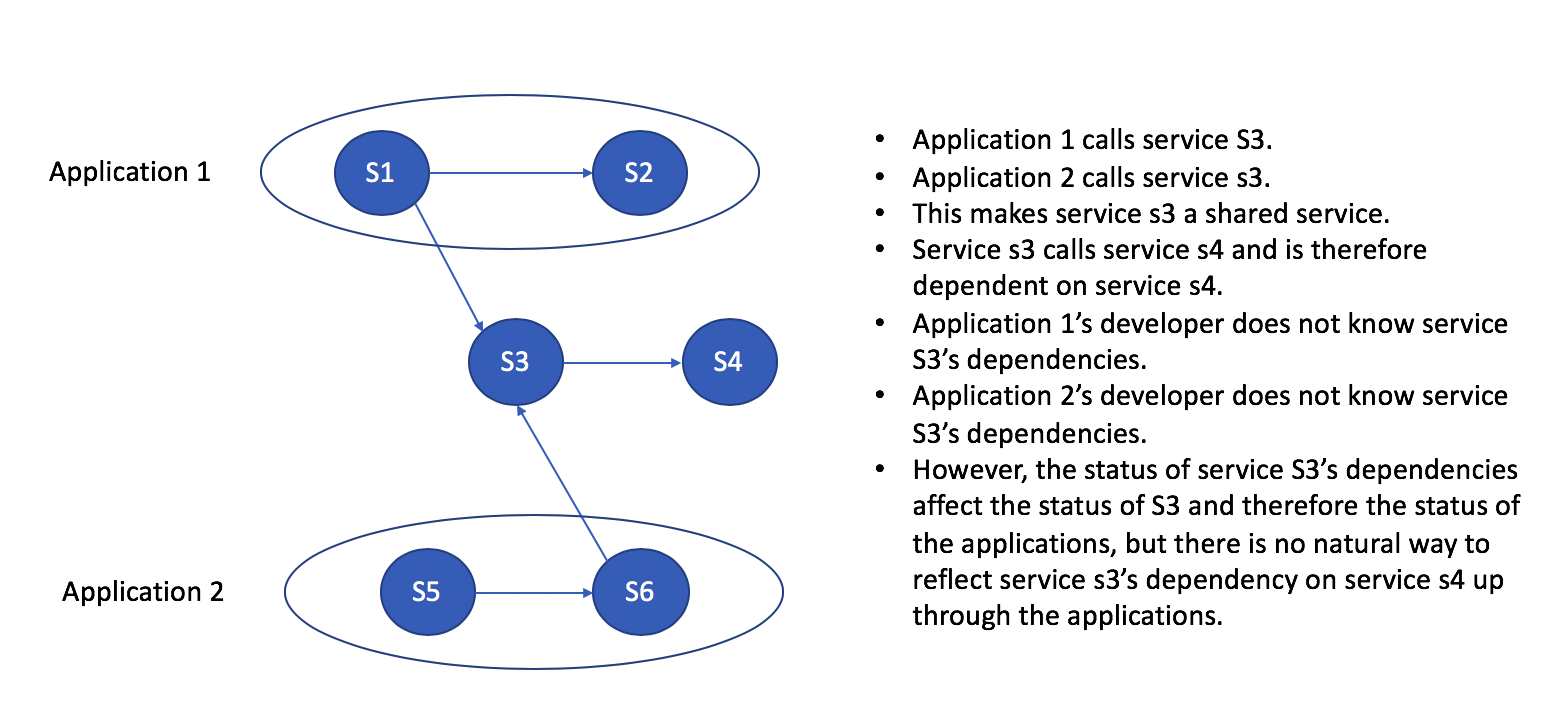 Application 1
S1
S2
S3
S4
Application 2
S5
S6
• Application 1 calls service S3.
• Application 2 calls service s3.
• This makes service s3 a shared service.
• Service s3 calls service s4 and is therefore
dependent on service s4.
• Application 1’s developer does not know service
S3’s dependencies.
• Application 2’s developer does not know service
S3’s dependencies.
• However, the status of service S3’s dependencies
affect the status of S3 and therefore the status of
the applications, but there is no natural way to
reflect service s3’s dependency on service s4 up
through the applications.